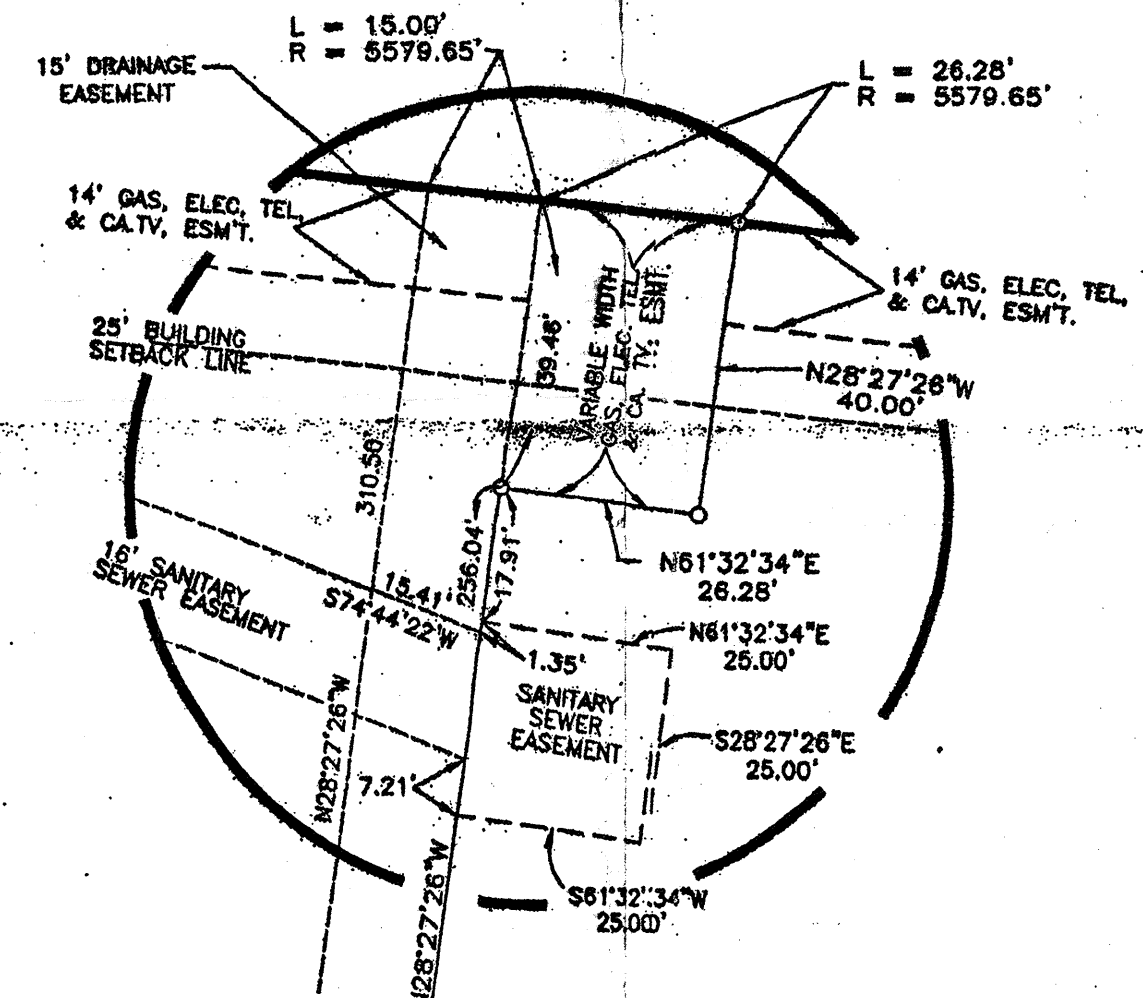 L = 15.00'
R = 5579.65'
15' DRAINAGE
EASEMENT
L = 26.28'
R = 5579.65'
14' GAS, ELEC, TEL,
& CA.TV, ESM'T.
14' GAS, ELEC, TEL,
& CA.TV, ESM'T.
25' BUILDING
SETBACK LINE
VARIABLE WIDTH
GAS, ELEC, TEL,
& CA. TV. ESMT.
39.46'
N28°27'26"W
40.00'
310.50'
256.04'
17.91'
N61°32'34"E
26.28'
16' SANITARY
SEWER EASEMENT
15.41'
S74°44'22"W
N61°32'34"E
25.00'
1.35'
SANITARY
SEWER
EASEMENT
S28°27'26"E
25.00'
7.21'
N28°27'26"W
N28°27'26"W
S61°32'34"W
25.00'